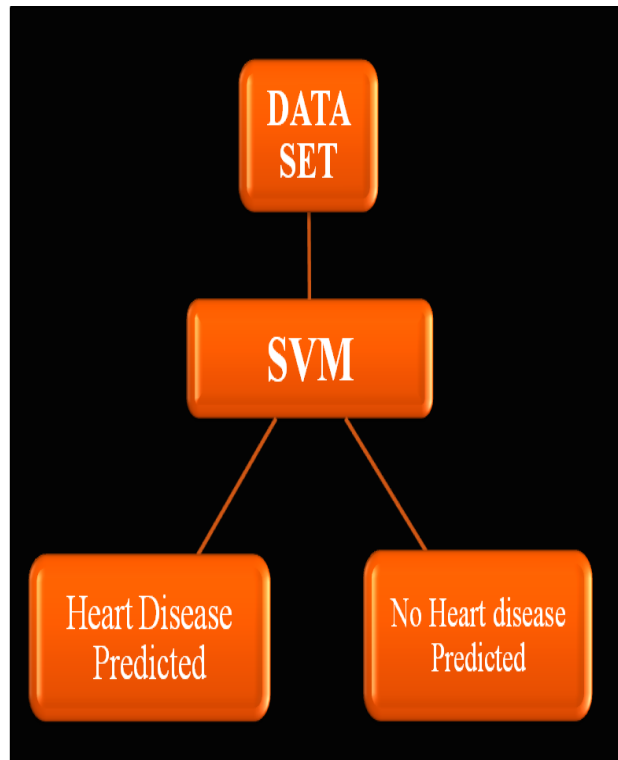 DATA
SET
SVM
Heart Disease
Predicted
No Heart disease
Predicted